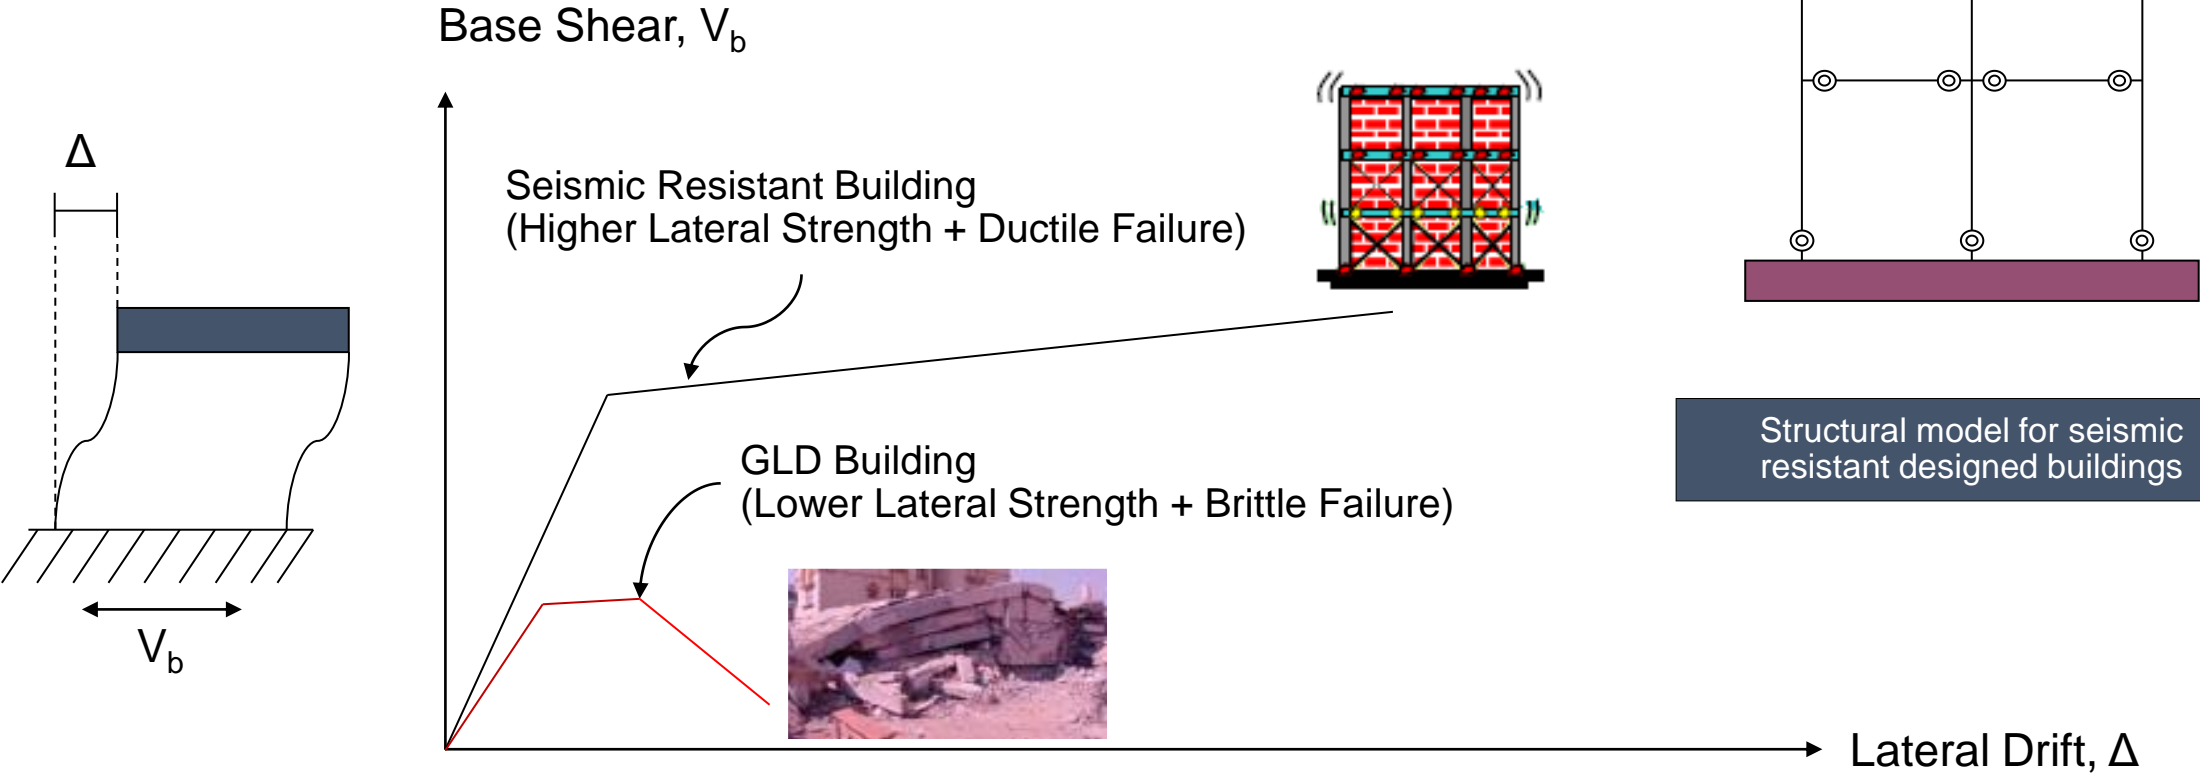 Base Shear, Vb
Δ
Seismic Resistant Building
(Higher Lateral Strength + Ductile Failure)
GLD Building
(Lower Lateral Strength + Brittle Failure)
Structural model for seismic
resistant designed buildings
Vb
Lateral Drift, Δ